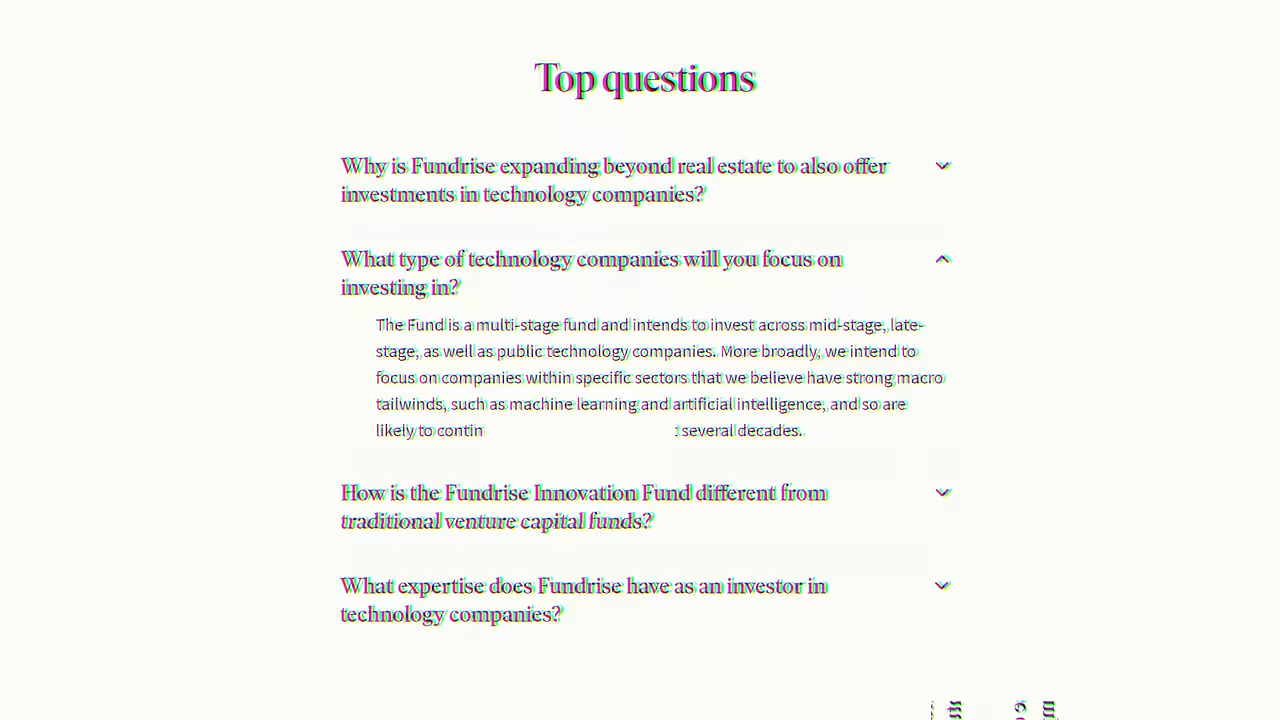 Top questions
Why is Fundrise expanding beyond real estate to also offer
investments in technology companies?
What type of technology companies will you focus on
investing in?
The Fund is a multi-stage fund and intends to invest across mid-stage, late-
stage, as well as public technology companies. More broadly, we intend to
focus on companies within specific sectors that we believe have strong macro
tailwinds, such as machine learning and artificial intelligence, and so are
likely to contin several decades.
How is the Fundrise Innovation Fund different from
traditional venture capital funds?
What expertise does Fundrise have as an investor in
technology companies?